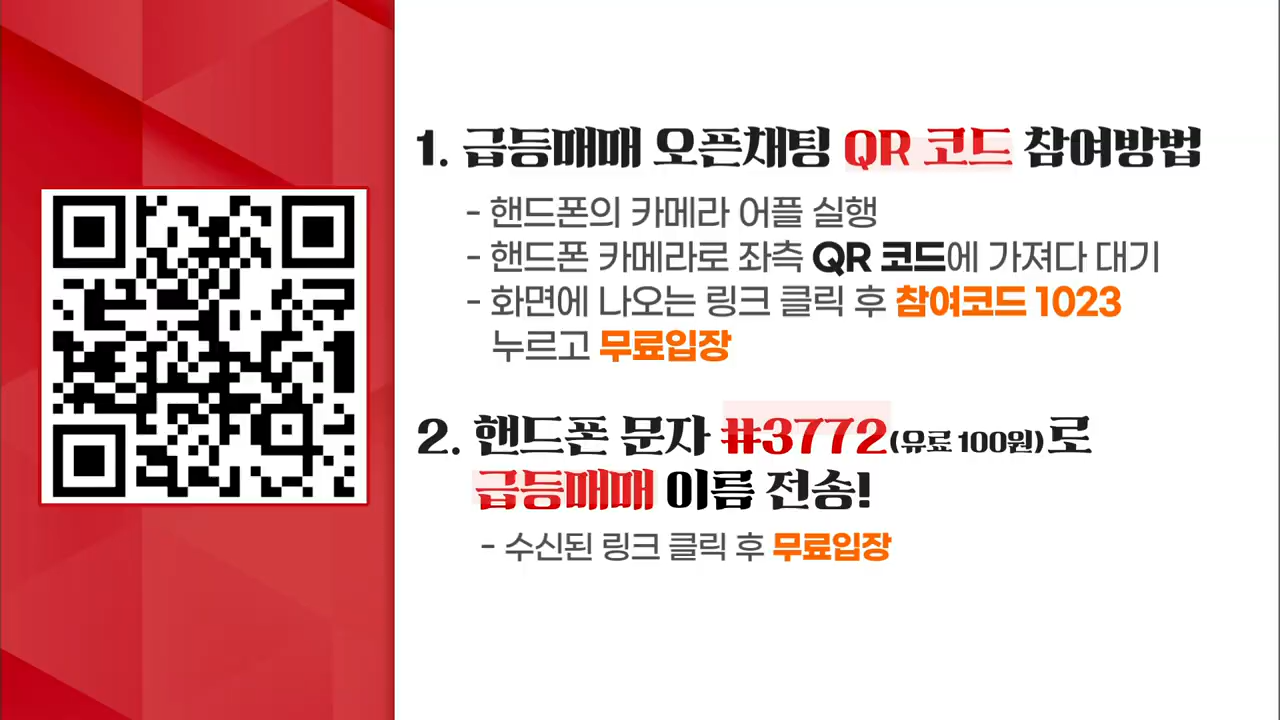 1. 급등매매 오픈채팅 QR 코드 참여방법
- 핸드폰의 카메라 어플 실행
- 핸드폰 카메라로 좌측 QR 코드에 가져다 대기
- 화면에 나오는 링크 클릭 후 참여코드 1023
누르고 무료입장
2. 핸드폰 문자 #3772(유료 100원)로
급등매매 이름 전송!
- 수신된 링크 클릭 후 무료입장